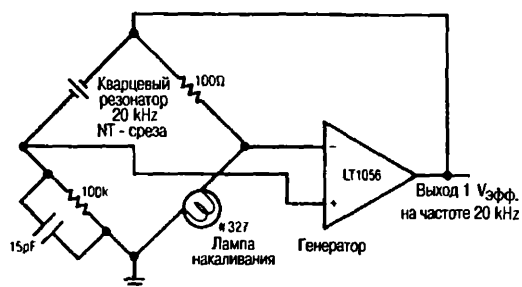 100Ω
Кварцевый
резонатор
20 kHz
NT - среза
100k
15pF
# 327
Лампа
накаливания
−
+
LT1056
Генератор
Выход 1 Vэфф.
на частоте 20 kHz